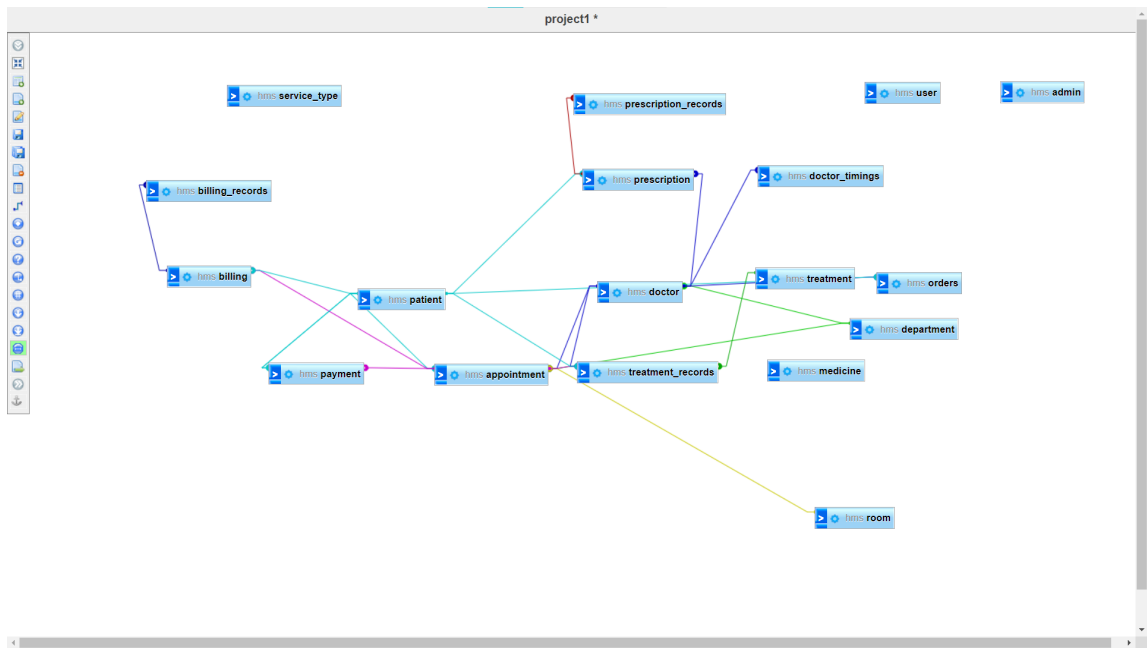 project1 *
hms user
hms admin
hms service_type
hms prescription_records
hms prescription
hms doctor_timings
hms billing_records
hms billing
hms treatment
hms orders
hms patient
hms doctor
hms department
hms payment
hms appointment
hms treatment_records
hms medicine
hms room